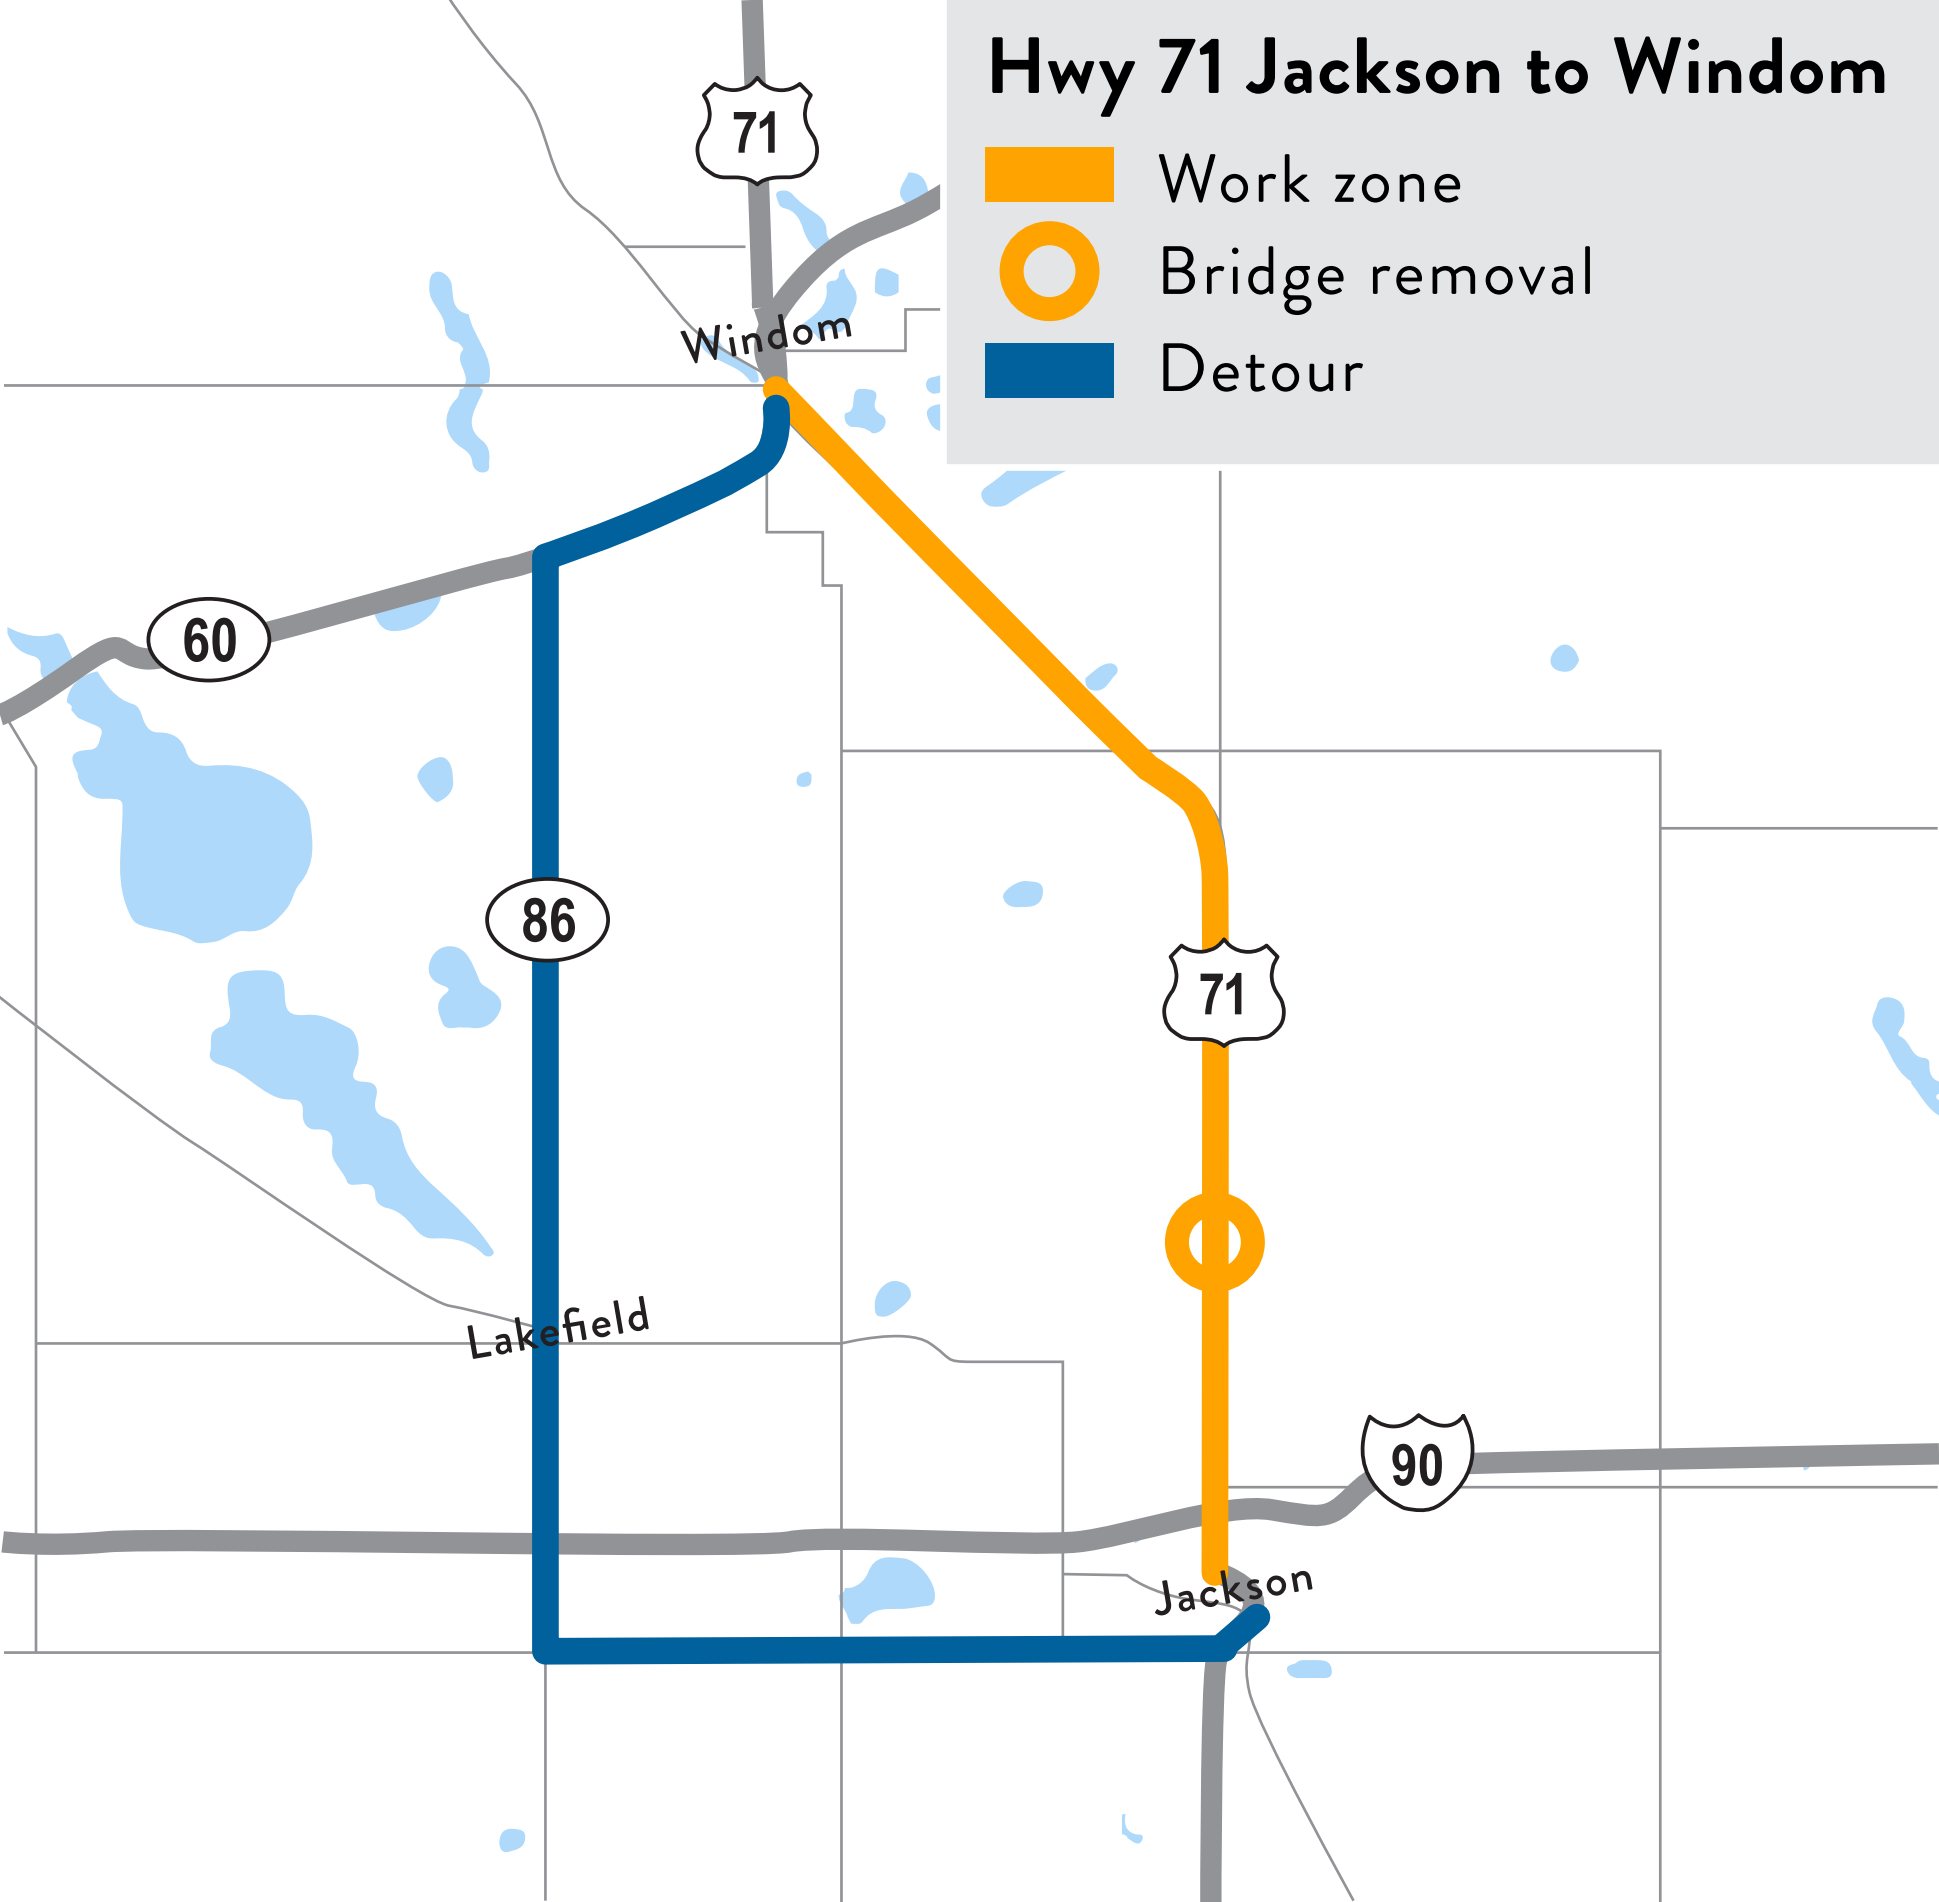 Hwy 71 Jackson to Windom
Work zone
Bridge removal
Detour
71
Windom
60
86
71
Lakefield
90
Jackson